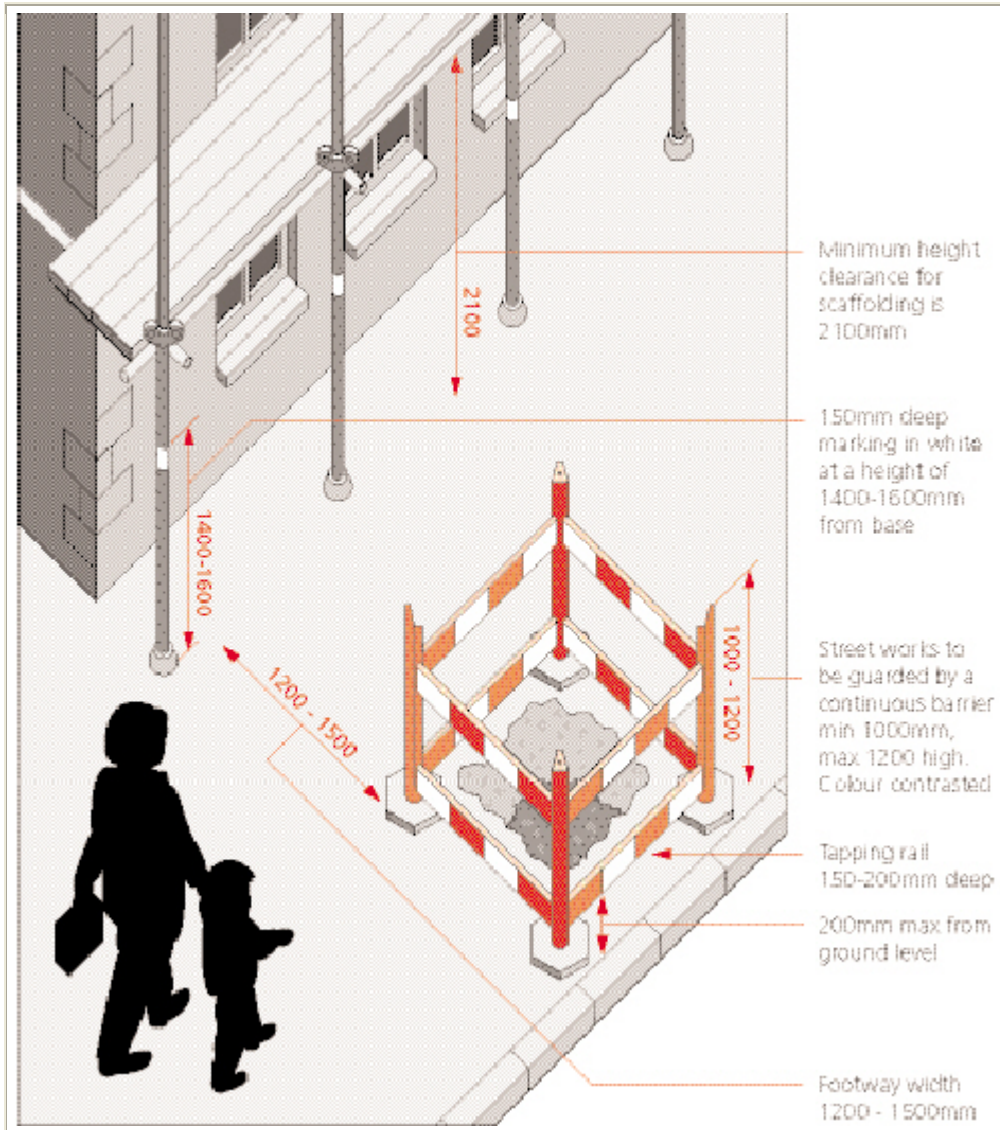 Minimum height
clearance for
scaffolding is
2100mm
2100
150mm deep
marking in white
at a height of
1400-1600mm
from base
1400-1600
Street works to
be guarded by a
continuous barrier
min 1000mm,
max 1200 high.
Colour contrasted
1000 - 1200
1200 - 1500
Tapping rail
150-200mm deep
200mm max from
ground level
Footway width
1200 - 1500mm